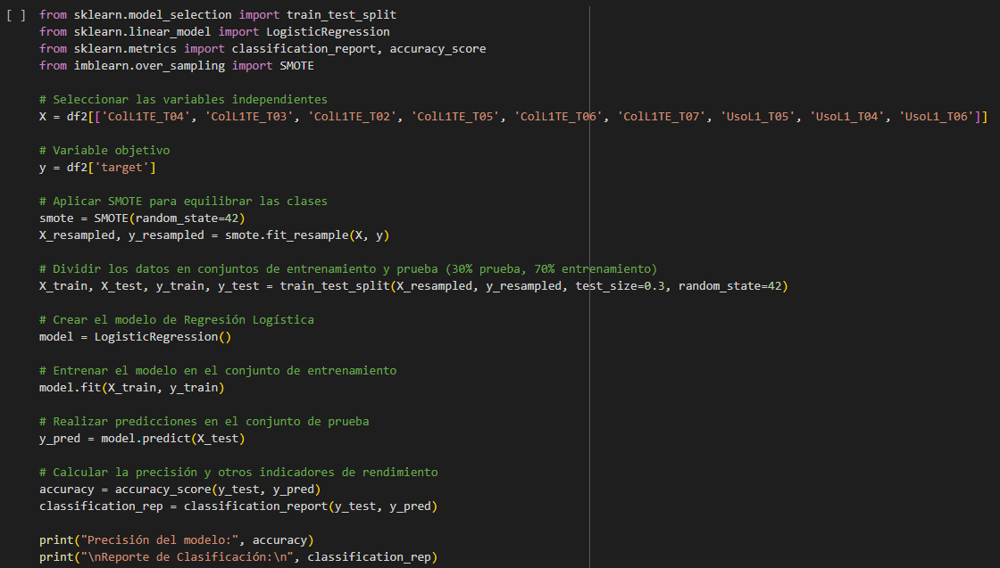 [ ] from sklearn.model_selection import train_test_split
from sklearn.linear_model import LogisticRegression
from sklearn.metrics import classification_report, accuracy_score
from imblearn.over_sampling import SMOTE
# Seleccionar las variables independientes
X = df2[['ColL1TE_T04', 'ColL1TE_T03', 'ColL1TE_T02', 'ColL1TE_T05', 'ColL1TE_T06', 'ColL1TE_T07', 'UsoL1_T05', 'UsoL1_T04', 'UsoL1_T06']]
# Variable objetivo
y = df2['target']
# Aplicar SMOTE para equilibrar las clases
smote = SMOTE(random_state=42)
X_resampled, y_resampled = smote.fit_resample(X, y)
# Dividir los datos en conjuntos de entrenamiento y prueba (30% prueba, 70% entrenamiento)
X_train, X_test, y_train, y_test = train_test_split(X_resampled, y_resampled, test_size=0.3, random_state=42)
# Crear el modelo de Regresión Logística
model = LogisticRegression()
# Entrenar el modelo en el conjunto de entrenamiento
model.fit(X_train, y_train)
# Realizar predicciones en el conjunto de prueba
y_pred = model.predict(X_test)
# Calcular la precisión y otros indicadores de rendimiento
accuracy = accuracy_score(y_test, y_pred)
classification_rep = classification_report(y_test, y_pred)
print("Precisión del modelo:", accuracy)
print("\nReporte de Clasificación:\n", classification_rep)